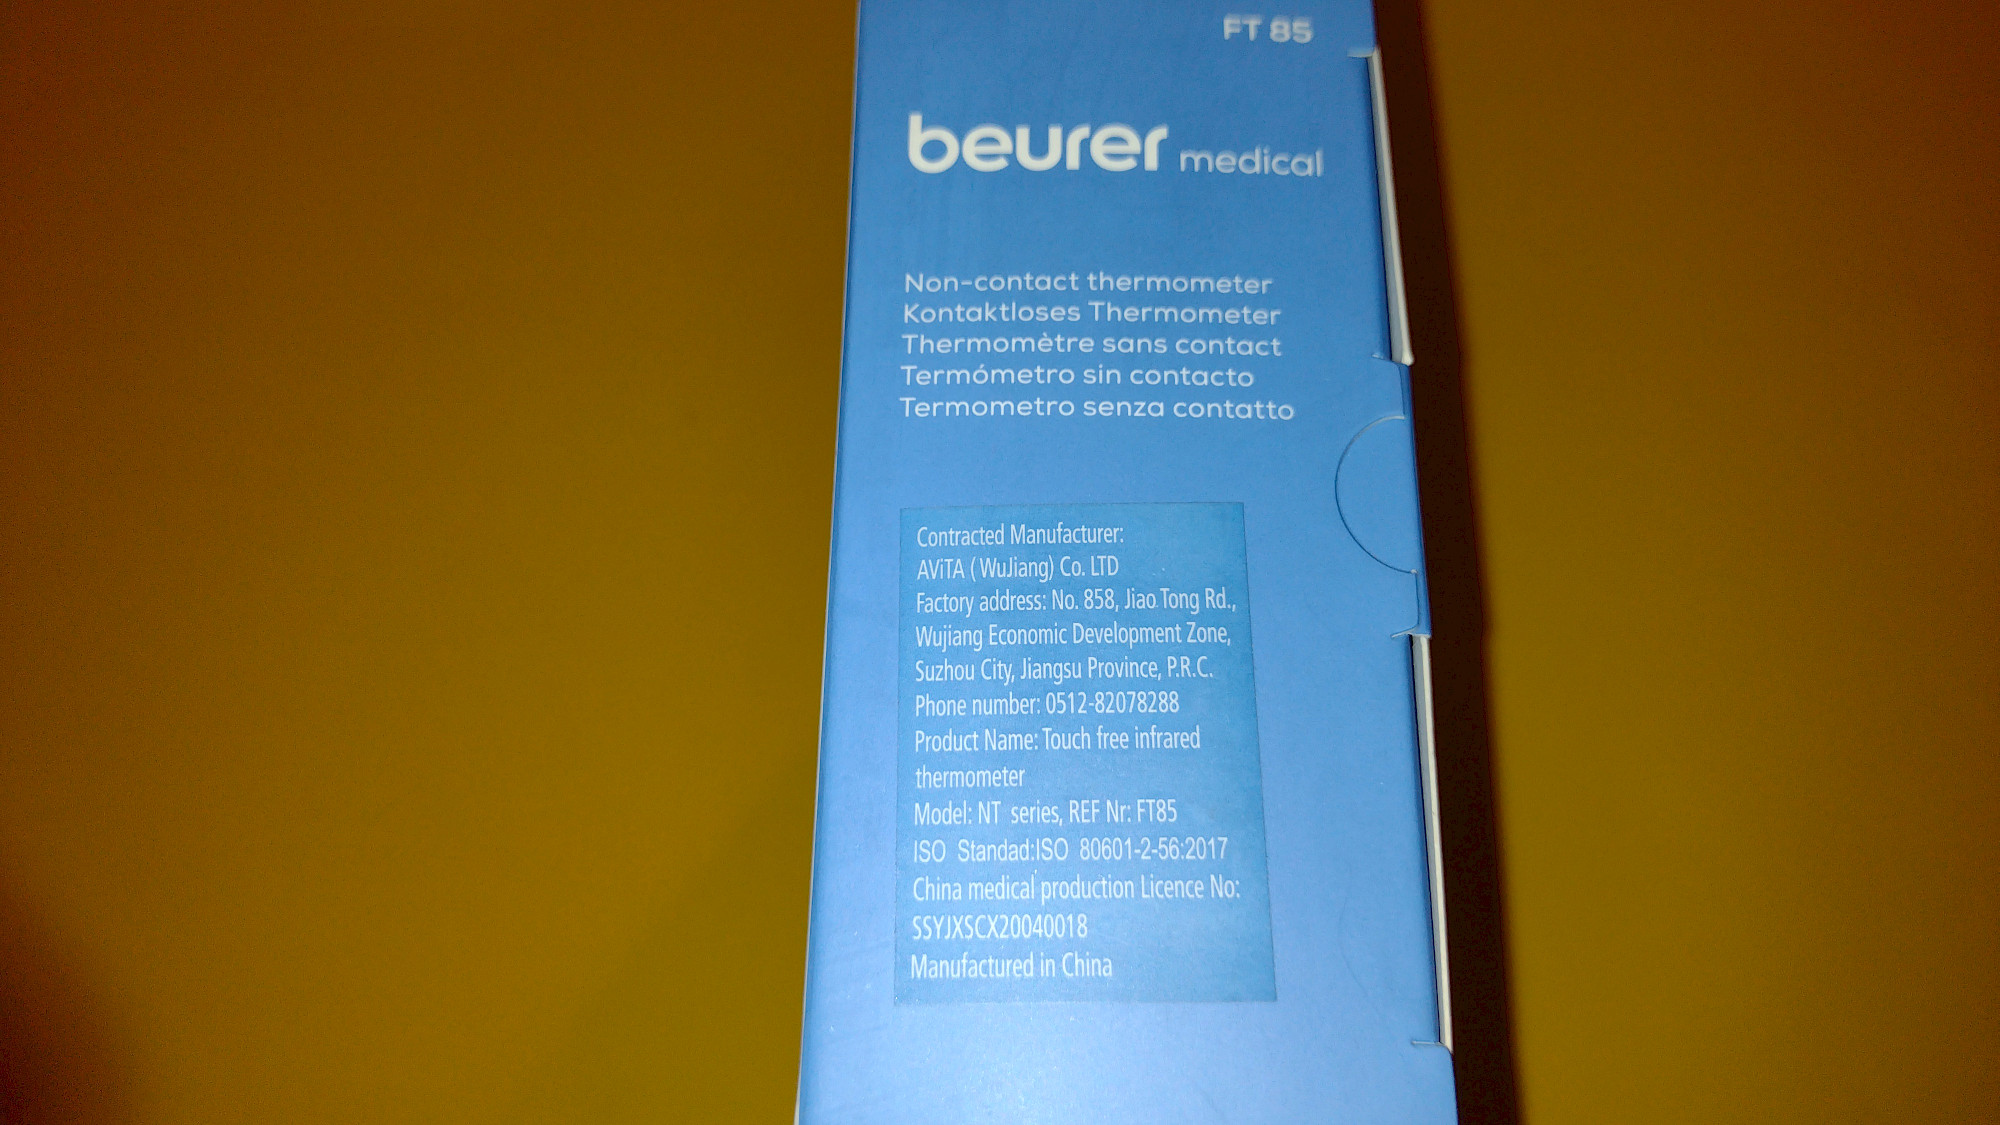 FT 85
beurer medical
Non-contact thermometer
Kontaktloses Thermometer
Thermomètre sans contact
Termómetro sin contacto
Termometro senza contatto
Contracted Manufacturer:
AViTA ( WuJiang) Co. LTD
Factory address: No. 858, Jiao Tong Rd.,
Wujiang Economic Development Zone,
Suzhou City, Jiangsu Province, P.R.C.
Phone number: 0512-82078288
Product Name: Touch free infrared
thermometer
Model: NT series, REF Nr: FT85
ISO Standad:ISO 80601-2-56:2017
China medical production Licence No:
SSYJXSCX20040018
Manufactured in China